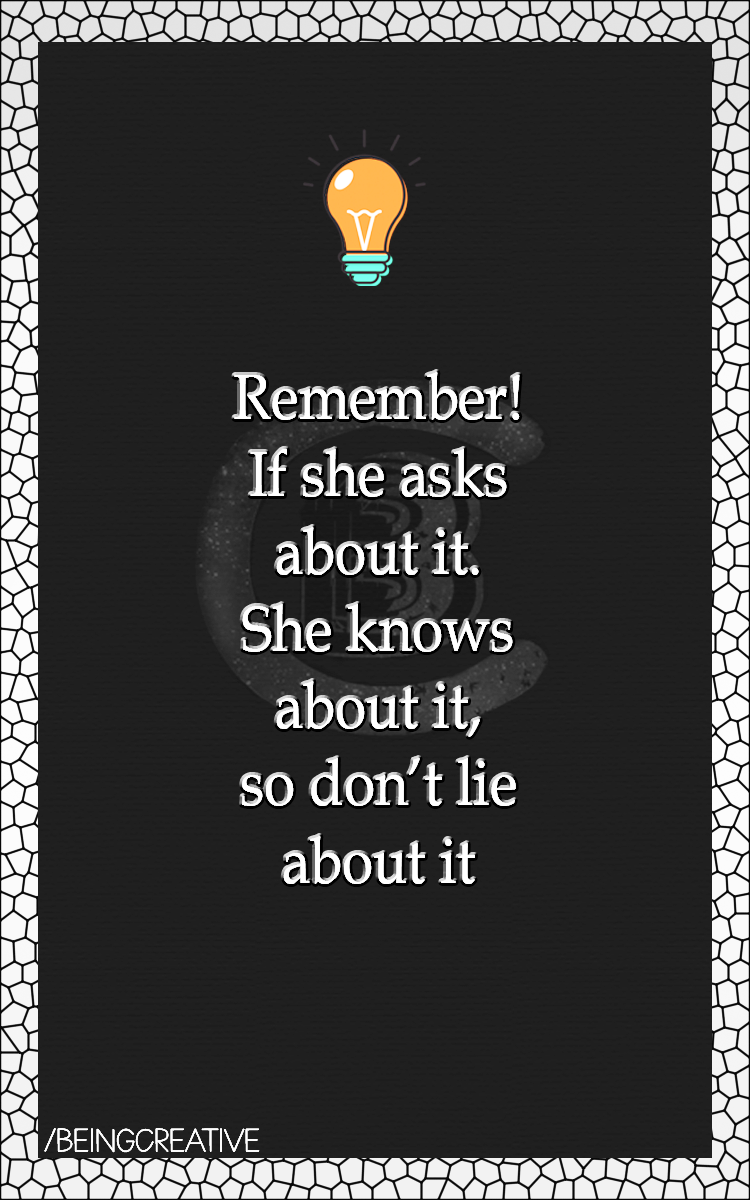 Remember!
If she asks
about it.
She knows
about it,
so don't lie
about it
/BEINGCREATIVE